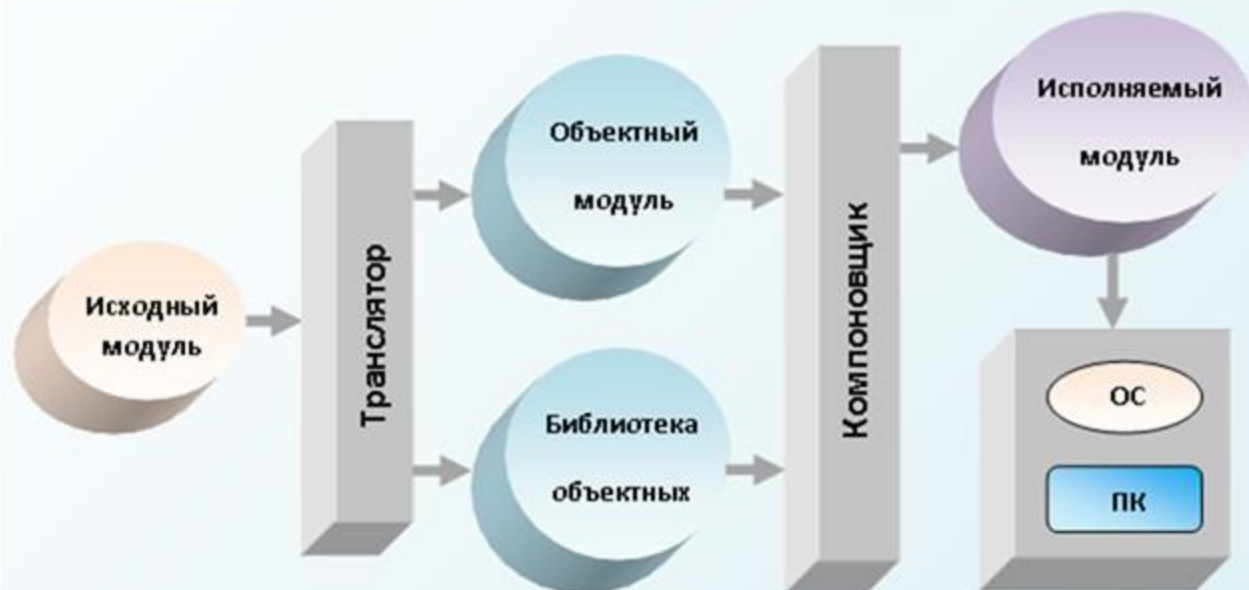 Исходный
модуль
Транслятор
Объектный
модуль
Библиотека
объектных
Компоновщик
Исполняемый
модуль
ОС
ПК